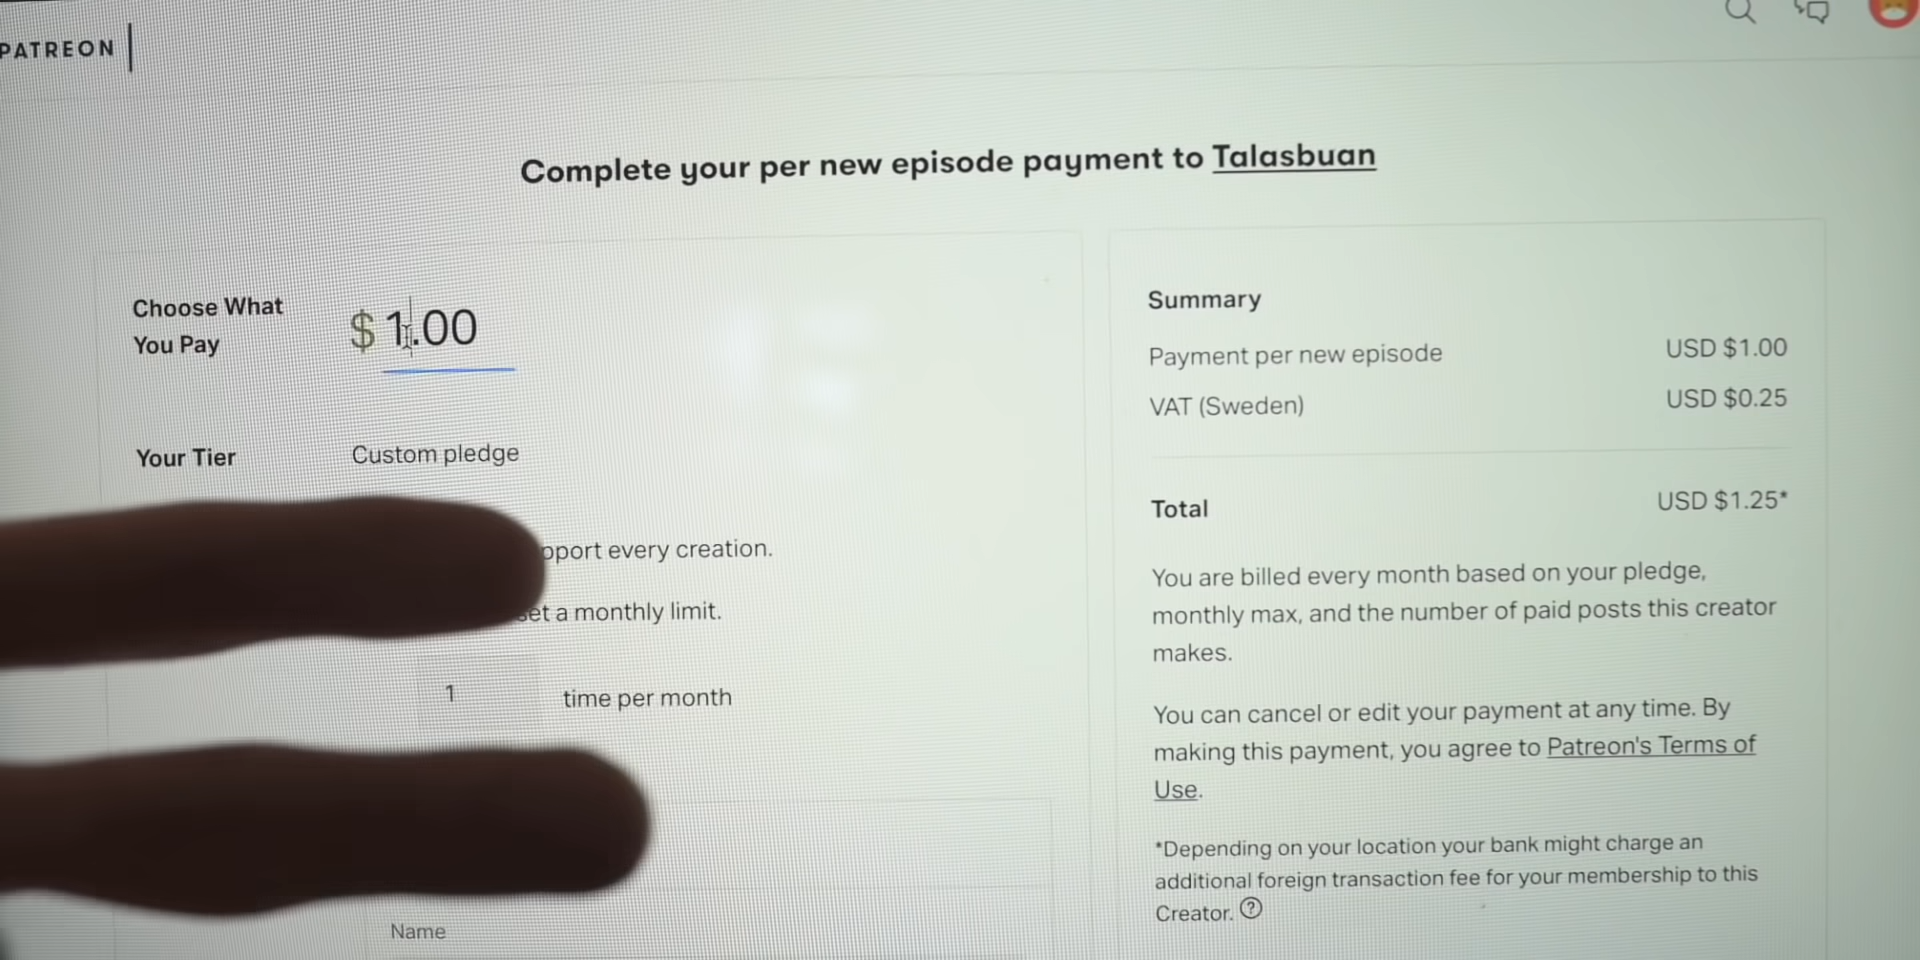 PATREON
Complete your per new episode payment to Talasbuan
Choose What
You Pay
$ 1.00
Your Tier
Custom pledge
every creation.
a monthly limit.
1
time per month
Name
Summary
Payment per new episode
USD $1.00
VAT (Sweden)
USD $0.25
Total
USD $1.25*
You are billed every month based on your pledge,
monthly max, and the number of paid posts this creator
makes.
You can cancel or edit your payment at any time. By
making this payment, you agree to Patreon's Terms of
Use.
*Depending on your location your bank might charge an
additional foreign transaction fee for your membership to this
Creator. ?